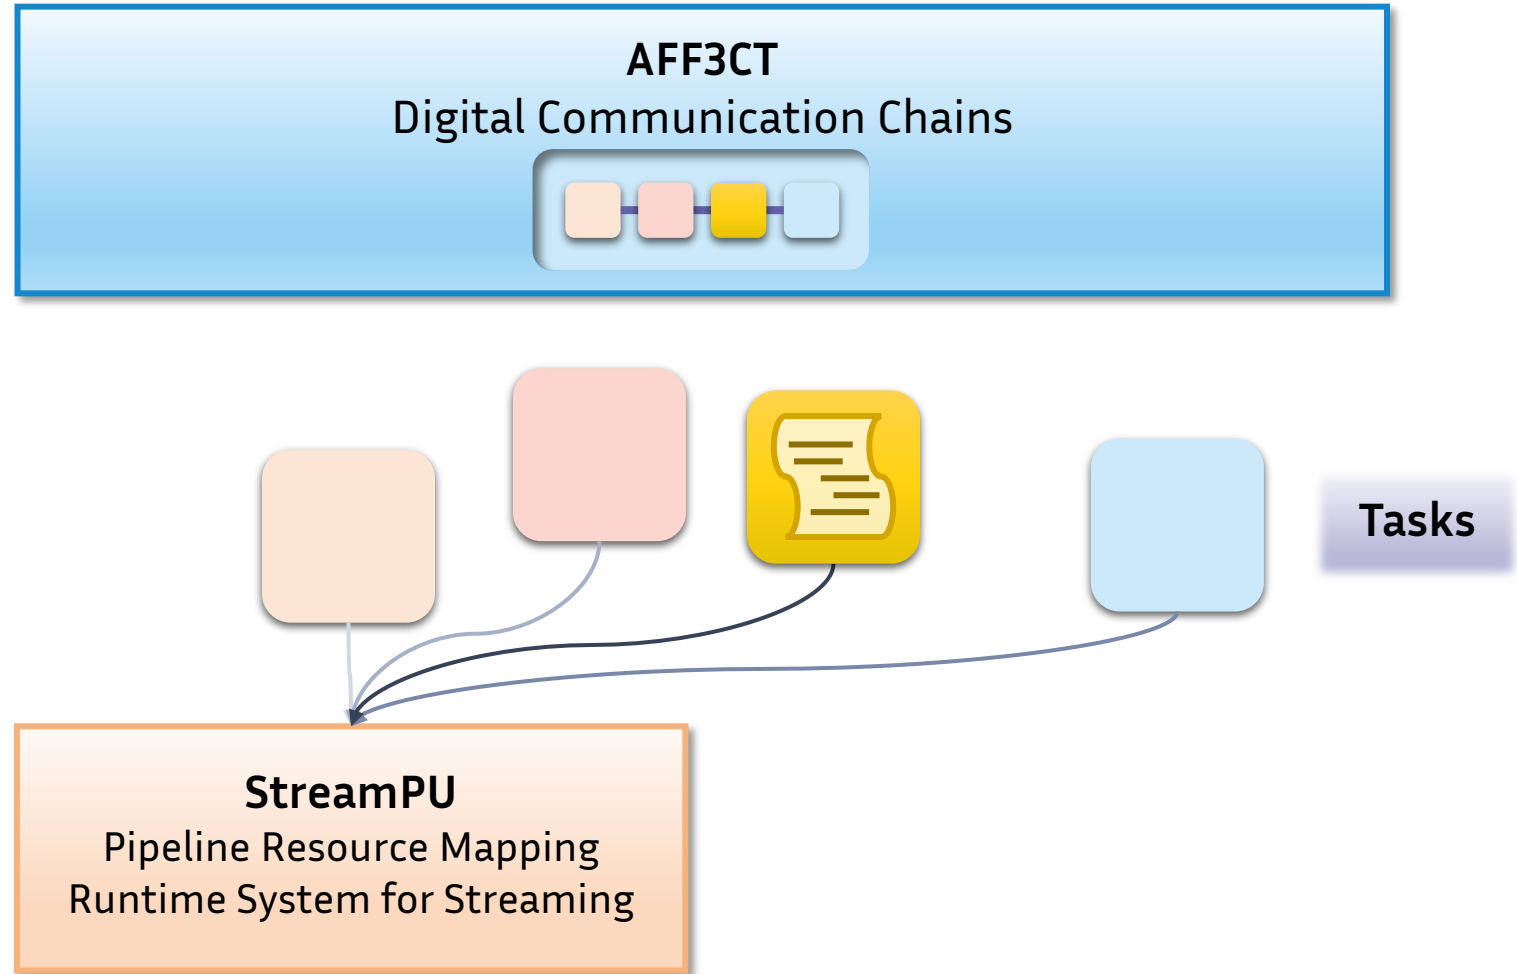 AFF3CT
Digital Communication Chains
Tasks
StreamPU
Pipeline Resource Mapping
Runtime System for Streaming